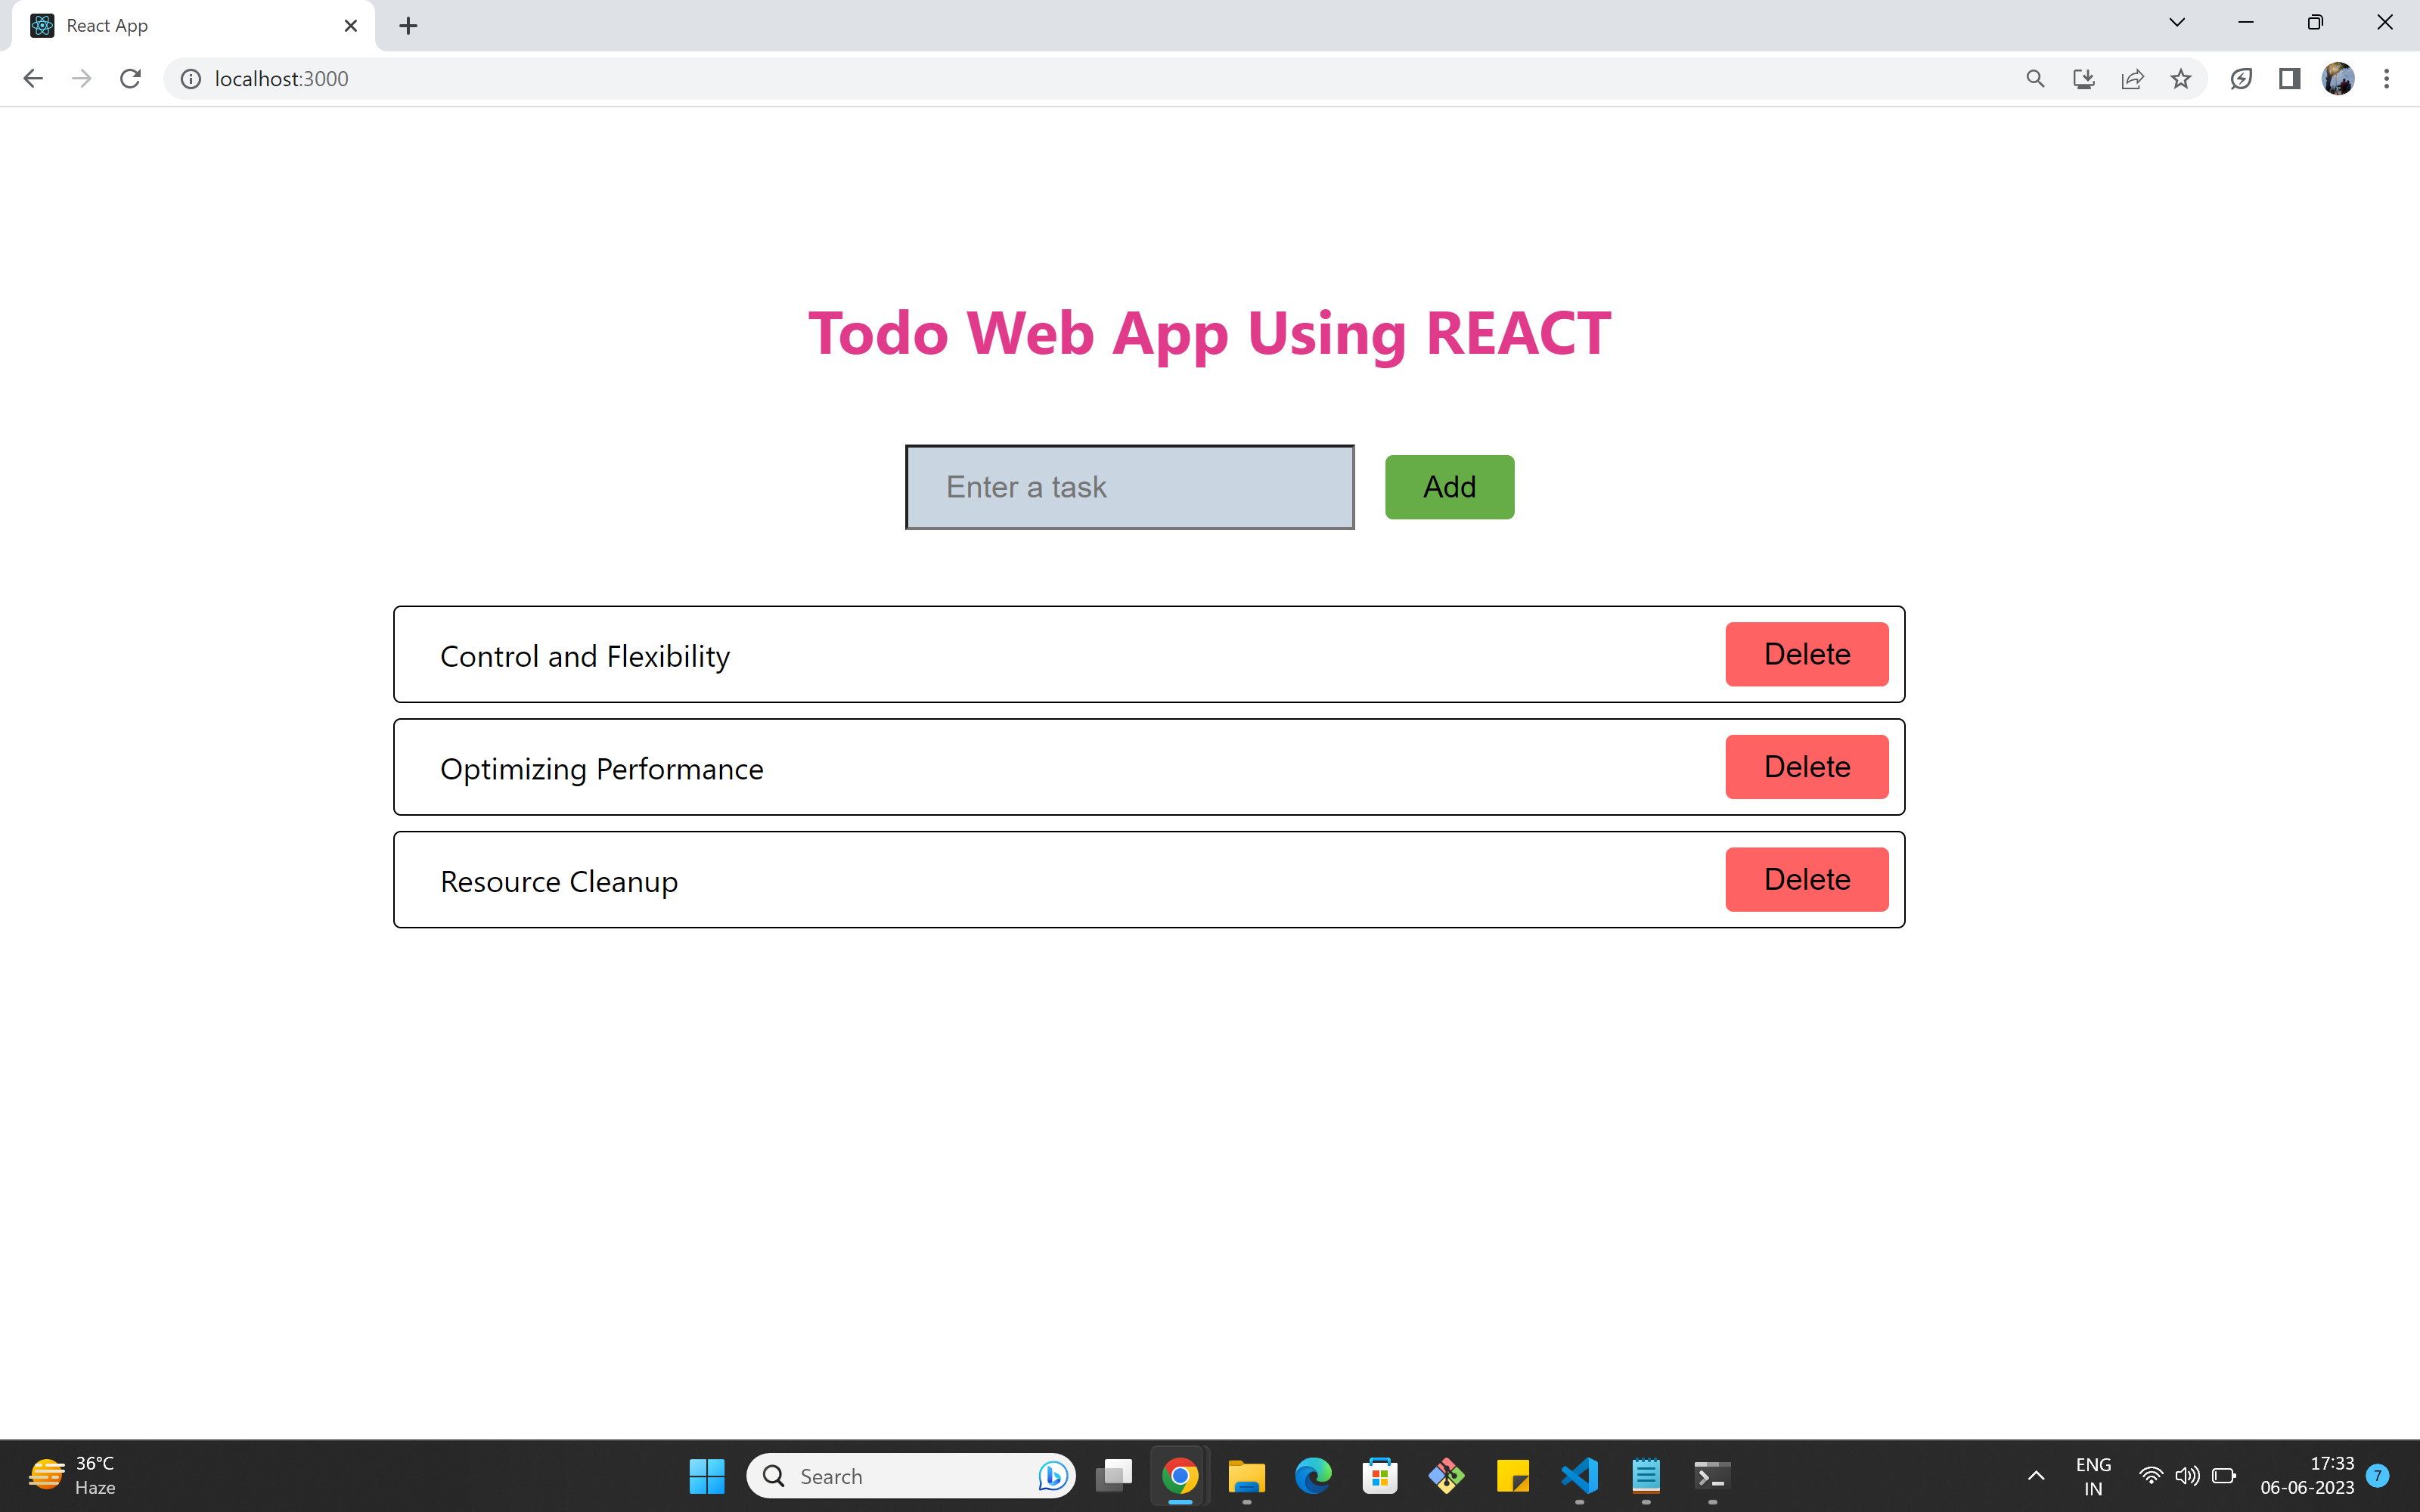 React App
localhost:3000
Todo Web App Using REACT
Enter a task
Add
Control and Flexibility
Delete
Optimizing Performance
Delete
Resource Cleanup
Delete
36°C
Haze
Search
ENG
IN
17:33
06-06-2023
7